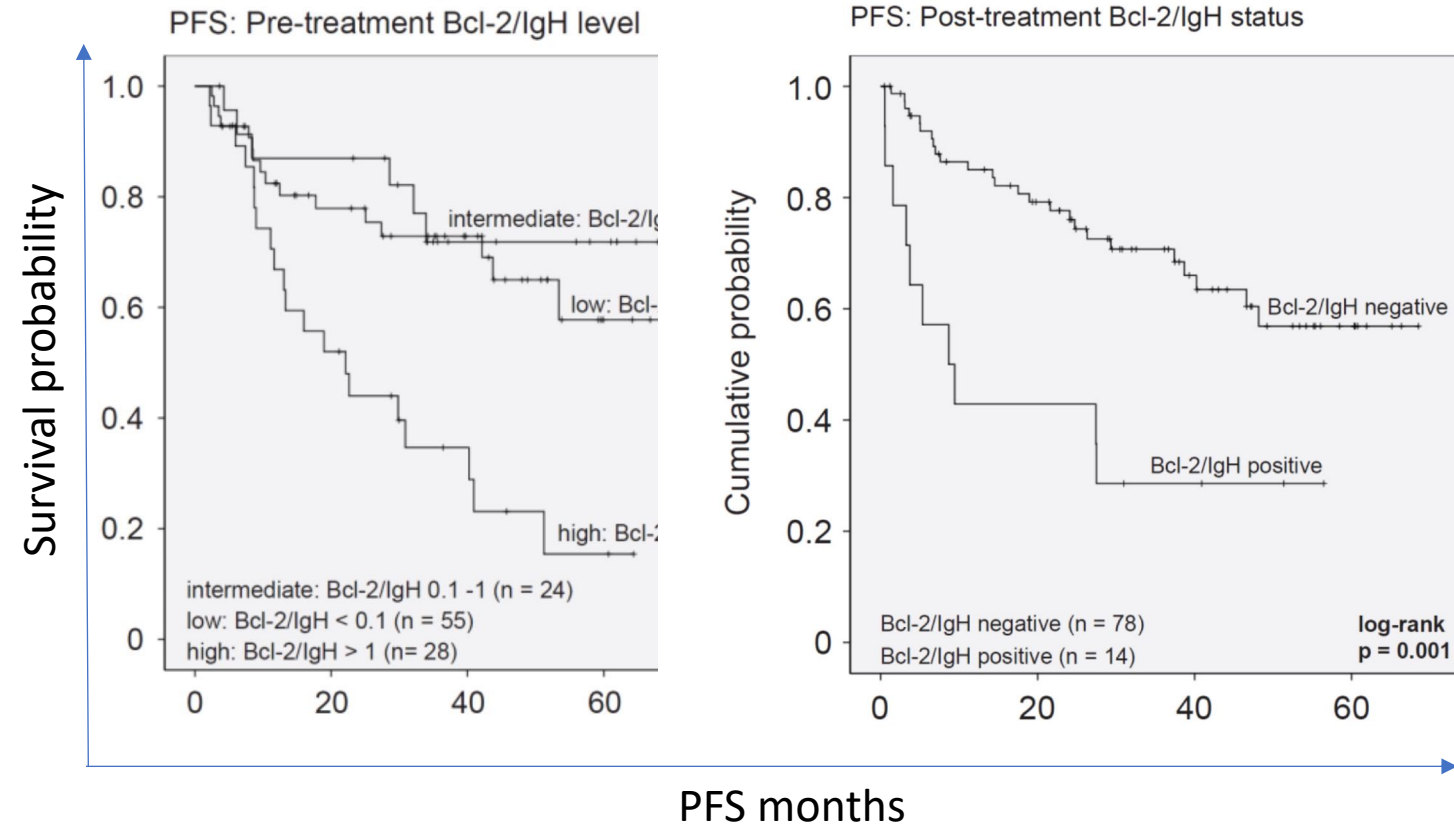 PFS: Pre-treatment Bcl-2/IgH level
Survival probability
1.0
0.8
0.6
0.4
0.2
0
intermediate: Bcl-2/Ig
low: Bcl-
high: Bcl-2
intermediate: Bcl-2/IgH 0.1 -1 (n = 24)
low: Bcl-2/IgH < 0.1 (n = 55)
high: Bcl-2/IgH > 1 (n= 28)
0 20 40 60
PFS: Post-treatment Bcl-2/IgH status
Cumulative probability
1.0
0.8
0.6
0.4
0.2
0
Bcl-2/IgH negative
Bcl-2/IgH positive
Bcl-2/IgH negative (n = 78)
Bcl-2/IgH positive (n = 14)
log-rank
p = 0.001
0 20 40 60
PFS months